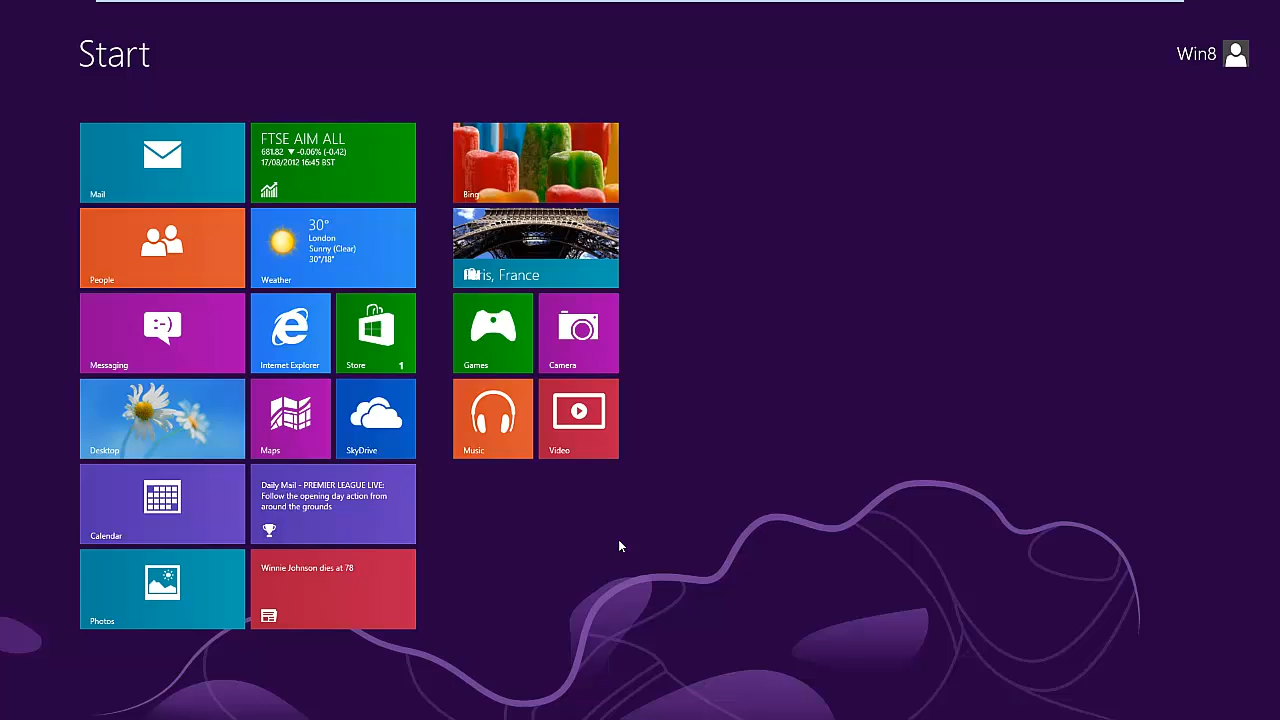 Start
Win8
Mail
FTSE AIM ALL
681.82 ▼ -0.06% (-0.42)
17/08/2012 16:45 BST
Bing
People
30°
London
Sunny (Clear)
30°/18°
Weather
is, France
Messaging
:-)
Internet Explorer
Store
1
Games
Camera
Desktop
Maps
SkyDrive
Music
Video
Calendar
Daily Mail - PREMIER LEAGUE LIVE:
Follow the opening day action from
around the grounds
Photos
Winnie Johnson dies at 78